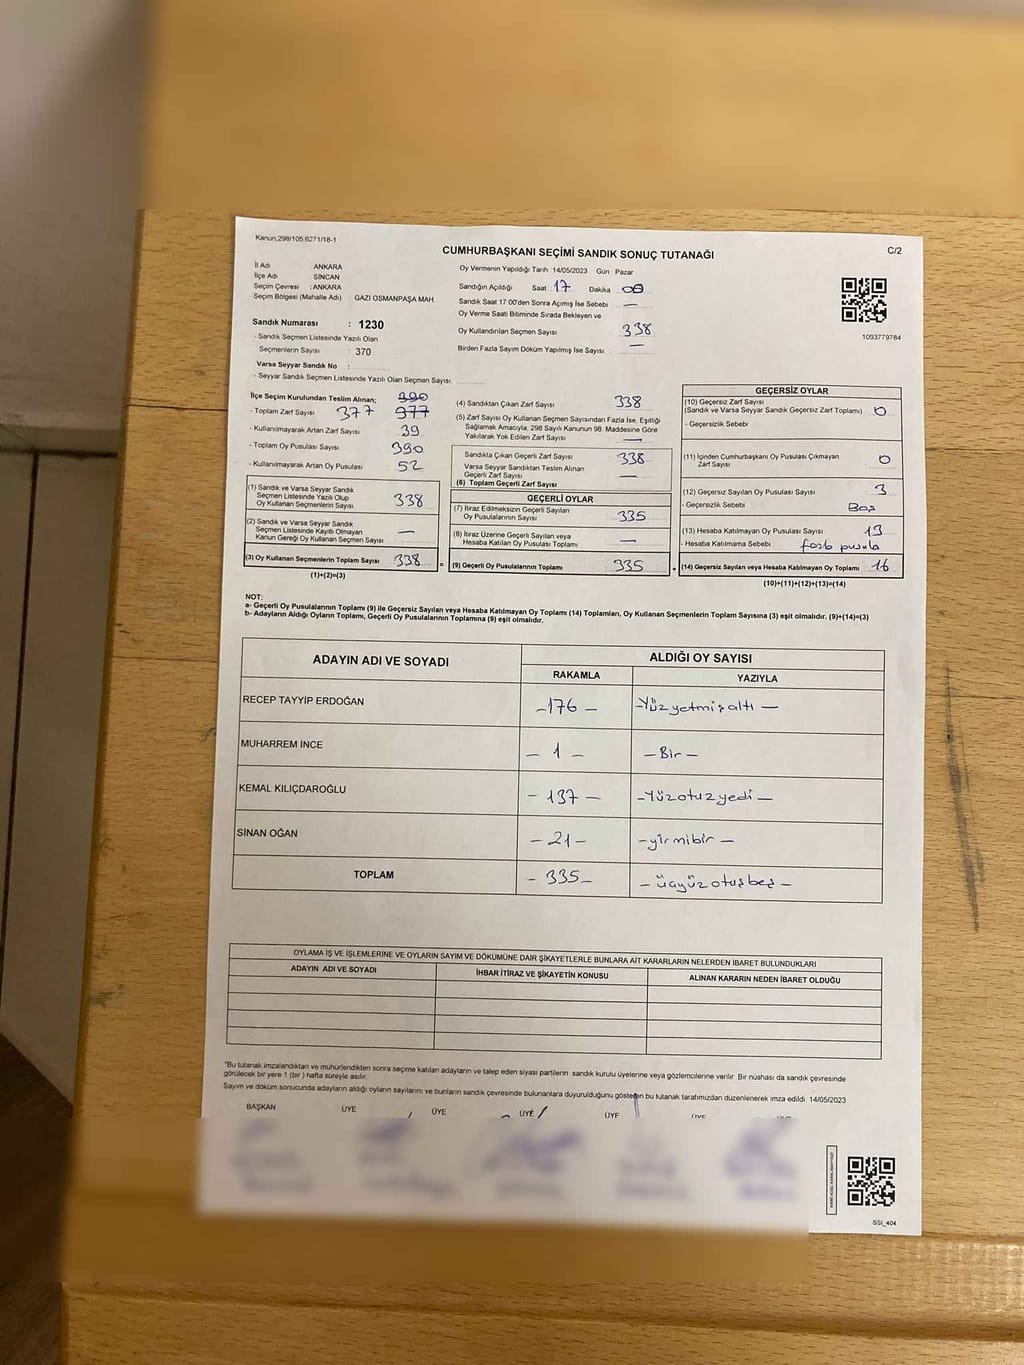 Kanun,298/105,6271/18-1
CUMHURBAŞKANI SEÇİMİ SANDIK SONUÇ TUTANAĞI
C/2
İl Adı ANKARA
İlçe Adı SİNCAN
Seçim Çevresi : ANKARA
Seçim Bölgesi (Mahalle Adı) GAZI OSMANPAŞA MAH.
Oy Vermenin Yapıldığı Tarih :14/05/2023 Gün : Pazar
Sandığın Açıldığı Saat 17 Dakika 00
Sandık Saat 17:00'den Sonra Açımış İse Sebebi —
Oy Verme Saati Bitiminde Sırada Bekleyen ve
Oy Kullandırılan Seçmen Sayısı 338
Birden Fazla Sayım Döküm Yapılmış İse Sayısı —
1093779784
Sandık Numarası : 1230
- Sandık Seçmen Listesinde Yazılı Olan
Seçmenlerin Sayısı : 370
Varsa Seyyar Sandık No :
- Seyyar Sandık Seçmen Listesinde Yazılı Olan Seçmen Sayısı:
İlçe Seçim Kurulundan Teslim Alınan; 390
- Toplam Zarf Sayısı 377 377
- Kullanılmayarak Artan Zarf Sayısı 39
- Toplam Oy Pusulası Sayısı 390
- Kullanılmayarak Artan Oy Pusulası 52
(1) Sandık ve Varsa Seyyar Sandık
Seçmen Listesinde Yazılı Olup
Oy Kullanan Seçmenlerin Sayısı 338
(2) Sandık ve Varsa Seyyar Sandık
Seçmen Listesinde Kayıtlı Olmayan
Kanun Gereği Oy Kullanan Seçmen Sayısı —
(3) Oy Kullanan Seçmenlerin Toplam Sayısı 338
(1)+(2)=(3)
(4) Sandıktan Çıkan Zarf Sayısı 338
(5) Zarf Sayısı Oy Kullanan Seçmen Sayısından Fazla İse, Eşitliği
Sağlamak Amacıyla, 298 Sayılı Kanunun 98. Maddesine Göre
Yakılarak Yok Edilen Zarf Sayısı —
Sandıkta Çıkan Geçerli Zarf Sayısı 338
Varsa Seyyar Sandıktan Teslim Alınan
Geçerli Zarf Sayısı —
(6) Toplam Geçerli Zarf Sayısı
GEÇERLİ OYLAR
(7) İtiraz Edilmeksizin Geçerli Sayılan
Oy Pusulalarının Sayısı 335
(8) İtiraz Üzerine Geçerli Sayılan veya
Hesaba Katılan Oy Pusulası Toplamı —
= (9) Geçerli Oy Pusulalarının Toplamı 335 +
GEÇERSİZ OYLAR
(10) Geçersiz Zarf Sayısı
(Sandık ve Varsa Seyyar Sandık Geçersiz Zarf Toplamı) 0
- Geçersizlik Sebebi
(11) İçinden Cumhurbaşkanı Oy Pusulası Çıkmayan
Zarf Sayısı 0
(12) Geçersiz Sayılan Oy Pusulası Sayısı 3
- Geçersizlik Sebebi Boş
(13) Hesaba Katılmayan Oy Pusulası Sayısı 13
- Hesaba Katılmama Sebebi : fazla pusula
(14) Geçersiz Sayılan veya Hesaba Katılmayan Oy Toplamı 16
(10)+(11)+(12)+(13)=(14)
NOT:
a- Geçerli Oy Pusulalarının Toplamı (9) ile Geçersiz Sayılan veya Hesaba Katılmayan Oy Toplamı (14) Toplamları, Oy Kullanan Seçmenlerin Toplam Sayısına (3) eşit olmalıdır. (9)+(14)=(3)
b- Adayların Aldığı Oyların Toplamı, Geçerli Oy Pusulalarının Toplamına (9) eşit olmalıdır.
ADAYIN ADI VE SOYADI ALDIĞI OY SAYISI
RAKAMLA YAZIYLA
RECEP TAYYİP ERDOĞAN -176- -Yüzyetmişaltı-
MUHARREM İNCE -1- -Bir-
KEMAL KILIÇDAROĞLU -137- -Yüzotuzyedi-
SİNAN OĞAN -21- -yirmibir-
TOPLAM -335- -üçyüzotuzbeş-
OYLAMA İŞ VE İŞLEMLERİNE VE OYLARIN SAYIM VE DÖKÜMÜNE DAİR ŞİKAYETLERLE BUNLARA AİT KARARLARIN NELERDEN İBARET BULUNDUKLARI
ADAYIN ADI VE SOYADI İHBAR İTİRAZ VE ŞİKAYETİN KONUSU ALINAN KARARIN NEDEN İBARET OLDUĞU
"Bu tutanak imzalandıktan ve mühürlendikten sonra seçime katılan adayların ve talep eden siyasi partilerin sandık kurulu üyelerine veya gözlemcilerine verilir. Bir nüshası da sandık çevresinde
görülecek bir yere 1 (bir) hafta süreyle asılır.
Sayım ve döküm sonucunda adayların aldığı oyların sayılarını ve bunların sandık çevresinde bulunanlara duyurulduğunu gösteren bu tutanak tarafımızdan düzenlenerek imza edildi. 14/05/2023
BAŞKAN ÜYE ÜYE ÜYE ÜYE ÜYE ÜYE
SSI_404